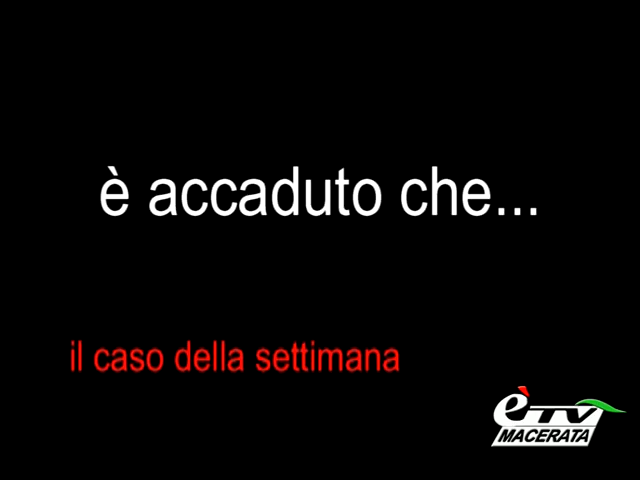 è accaduto che...
il caso della settimana
èTV
MACERATA